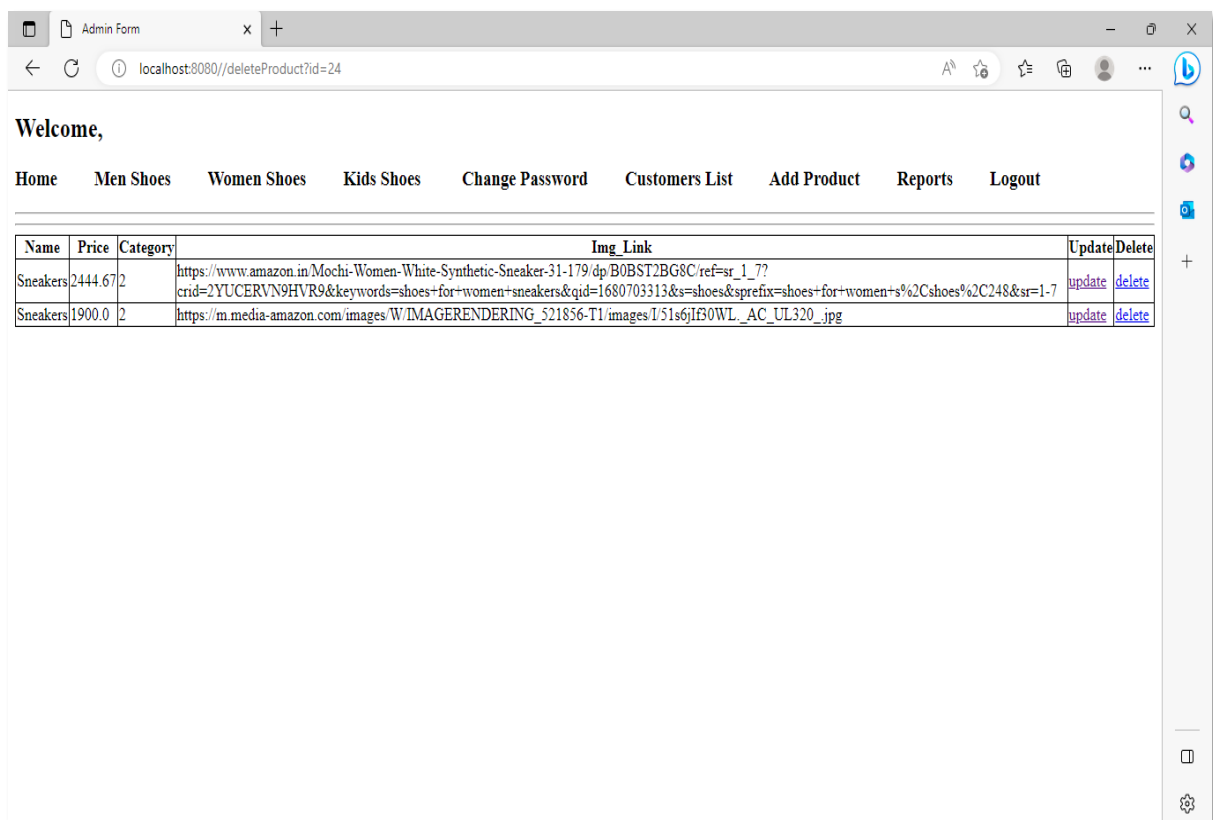 Admin Form
localhost:8080//deleteProduct?id=24
Welcome,
Home Men Shoes Women Shoes Kids Shoes Change Password Customers List Add Product Reports Logout
Name Price Category Img_Link Update Delete
Sneakers 2444.67 2 https://www.amazon.in/Mochi-Women-White-Synthetic-Sneaker-31-179/dp/B0BST2BG8C/ref=sr_1_7?
crid=2YUCERVN9HVR9&keywords=shoes+for+women+sneakers&qid=1680703313&s=shoes&sprefix=shoes+for+women+s%2Cshoes%2C248&sr=1-7 update delete
Sneakers 1900.0 2 https://m.media-amazon.com/images/W/IMAGERENDERING_521856-T1/images/I/51s6jIf30WL._AC_UL320_.jpg update delete